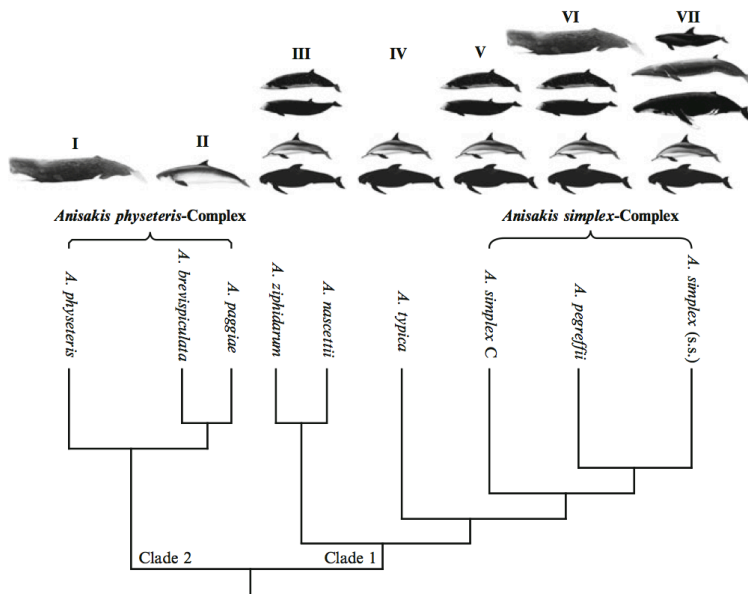 VI
VII
III
IV
V
I
II
Anisakis physeteris-Complex
Anisakis simplex-Complex
A. physeteris
A. brevispiculata
A. paggiae
A. ziphidarum
A. nascettii
A. typica
A. simplex C
A. pegreffii
A. simplex (s.s.)
Clade 2
Clade 1